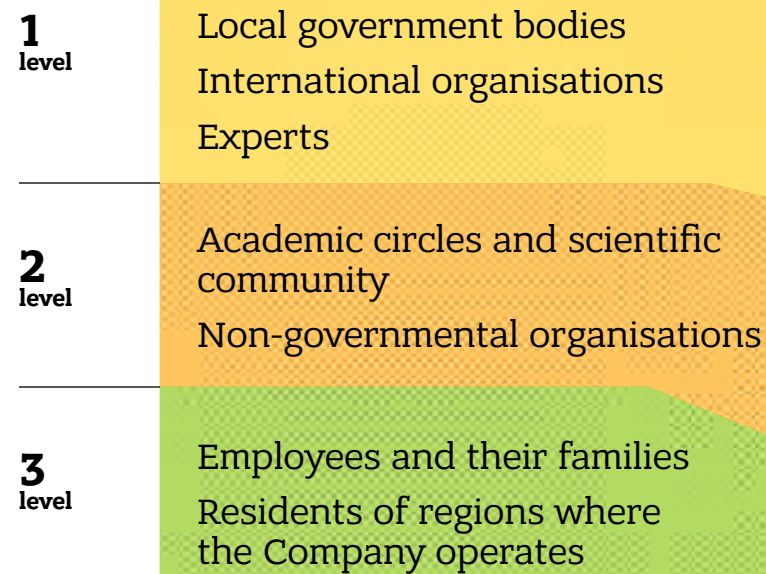 1
level
Local government bodies
International organisations
Experts
2
level
Academic circles and scientific
community
Non-governmental organisations
3
level
Employees and their families
Residents of regions where
the Company operates